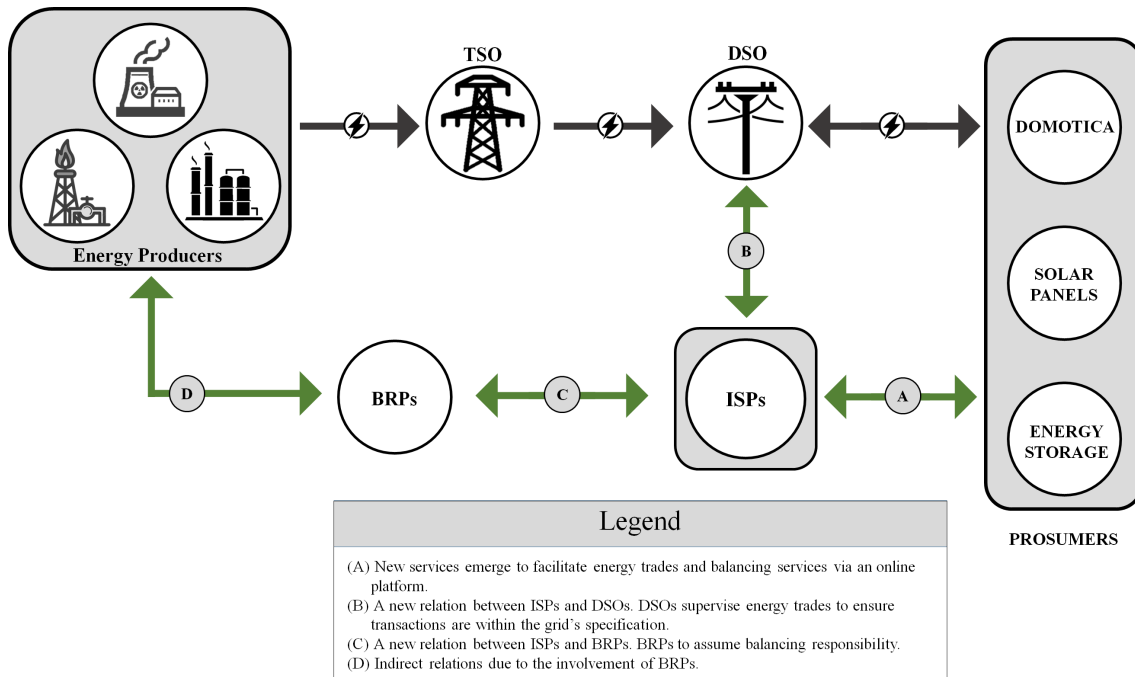 TSO
DSO
DOMOTICA
Energy Producers
B
SOLAR
PANELS
D
BRPs
C
ISPs
A
ENERGY
STORAGE
PROSUMERS
Legend
(A) New services emerge to facilitate energy trades and balancing services via an online
platform.
(B) A new relation between ISPs and DSOs. DSOs supervise energy trades to ensure
transactions are within the grid’s specification.
(C) A new relation between ISPs and BRPs. BRPs to assume balancing responsibility.
(D) Indirect relations due to the involvement of BRPs.